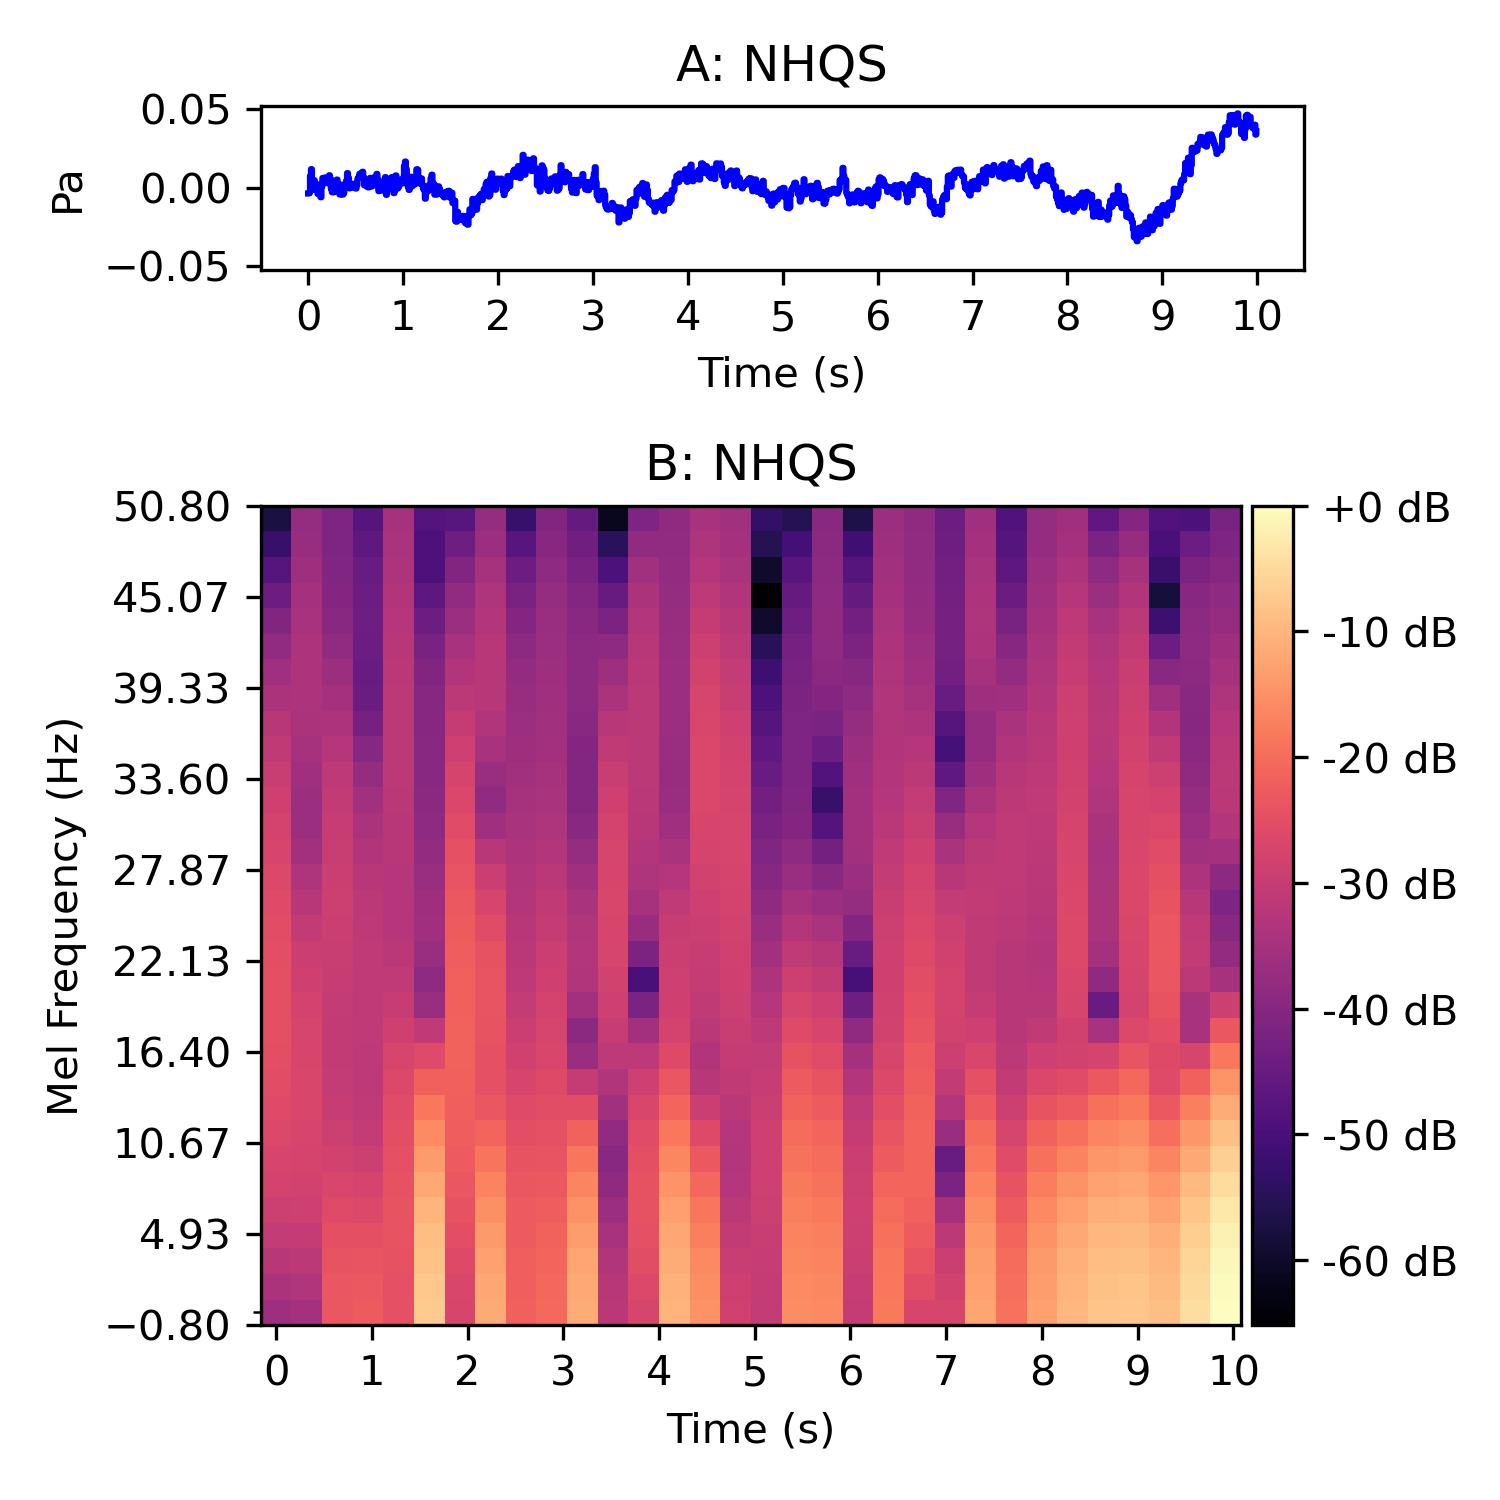 A: NHQS
0.05
0.00
−0.05
Pa
0 1 2 3 4 5 6 7 8 9 10
Time (s)
B: NHQS
50.80
45.07
39.33
33.60
27.87
22.13
16.40
10.67
4.93
−0.80
Mel Frequency (Hz)
0 1 2 3 4 5 6 7 8 9 10
Time (s)
+0 dB
-10 dB
-20 dB
-30 dB
-40 dB
-50 dB
-60 dB